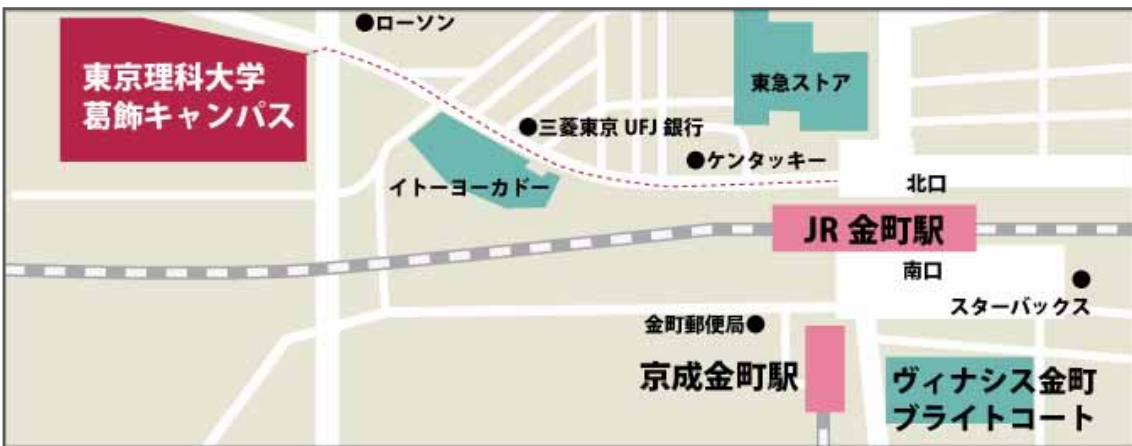 ●ローソン
東京理科大学
葛飾キャンパス
東急ストア
●三菱東京 UFJ 銀行
●ケンタッキー
イトーヨーカドー
北口
JR 金町駅
南口
スターバックス
金町郵便局●
京成金町駅
ヴィナシス金町
ブライトコート